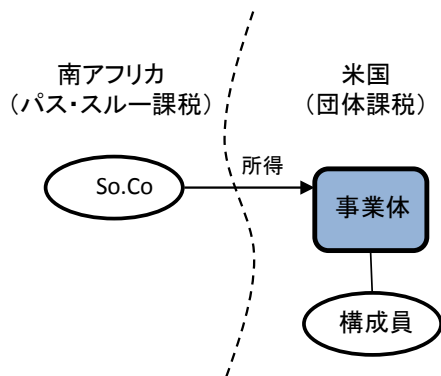 南アフリカ
（パス・スルー課税）
米国
（団体課税）
So.Co
所得
事業体
構成員